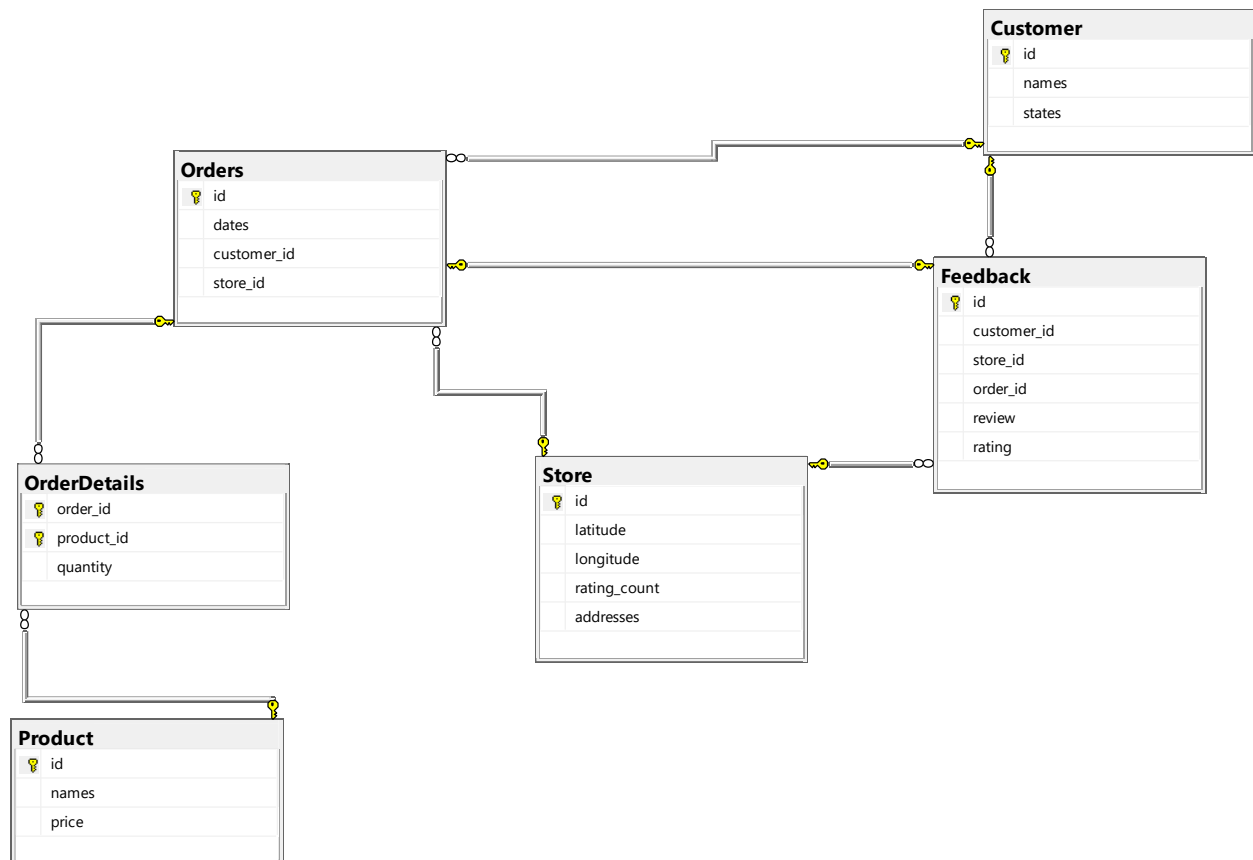 Customer
id
names
states
Orders
id
dates
customer_id
store_id
Feedback
id
customer_id
store_id
order_id
review
rating
OrderDetails
order_id
product_id
quantity
Store
id
latitude
longitude
rating_count
addresses
Product
id
names
price